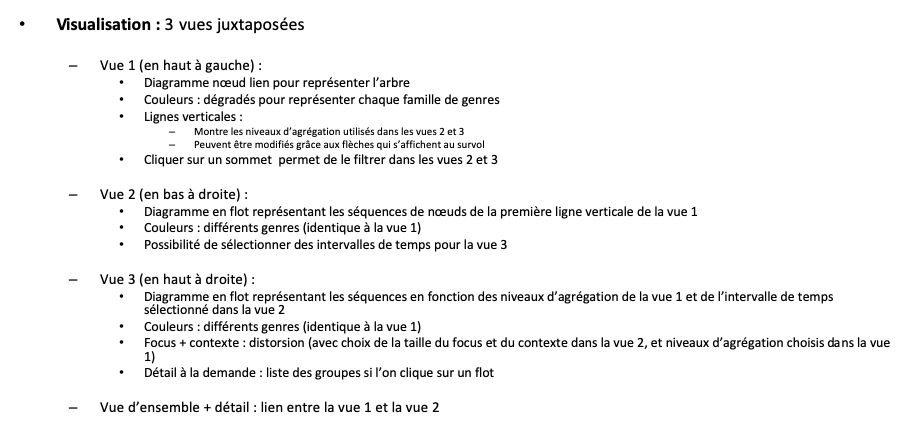 • Visualisation : 3 vues juxtaposées
– Vue 1 (en haut à gauche) :
• Diagramme nœud lien pour représenter l’arbre
• Couleurs : dégradés pour représenter chaque famille de genres
• Lignes verticales :
– Montre les niveaux d’agrégation utilisés dans les vues 2 et 3
– Peuvent être modifiés grâce aux flèches qui s’affichent au survol
• Cliquer sur un sommet permet de le filtrer dans les vues 2 et 3
– Vue 2 (en bas à droite) :
• Diagramme en flot représentant les séquences de nœuds de la première ligne verticale de la vue 1
• Couleurs : différents genres (identique à la vue 1)
• Possibilité de sélectionner des intervalles de temps pour la vue 3
– Vue 3 (en haut à droite) :
• Diagramme en flot représentant les séquences en fonction des niveaux d’agrégation de la vue 1 et de l’intervalle de temps
sélectionné dans la vue 2
• Couleurs : différents genres (identique à la vue 1)
• Focus + contexte : distorsion (avec choix de la taille du focus et du contexte dans la vue 2, et niveaux d’agrégation choisis dans la vue
1)
• Détail à la demande : liste des groupes si l’on clique sur un flot
– Vue d’ensemble + détail : lien entre la vue 1 et la vue 2